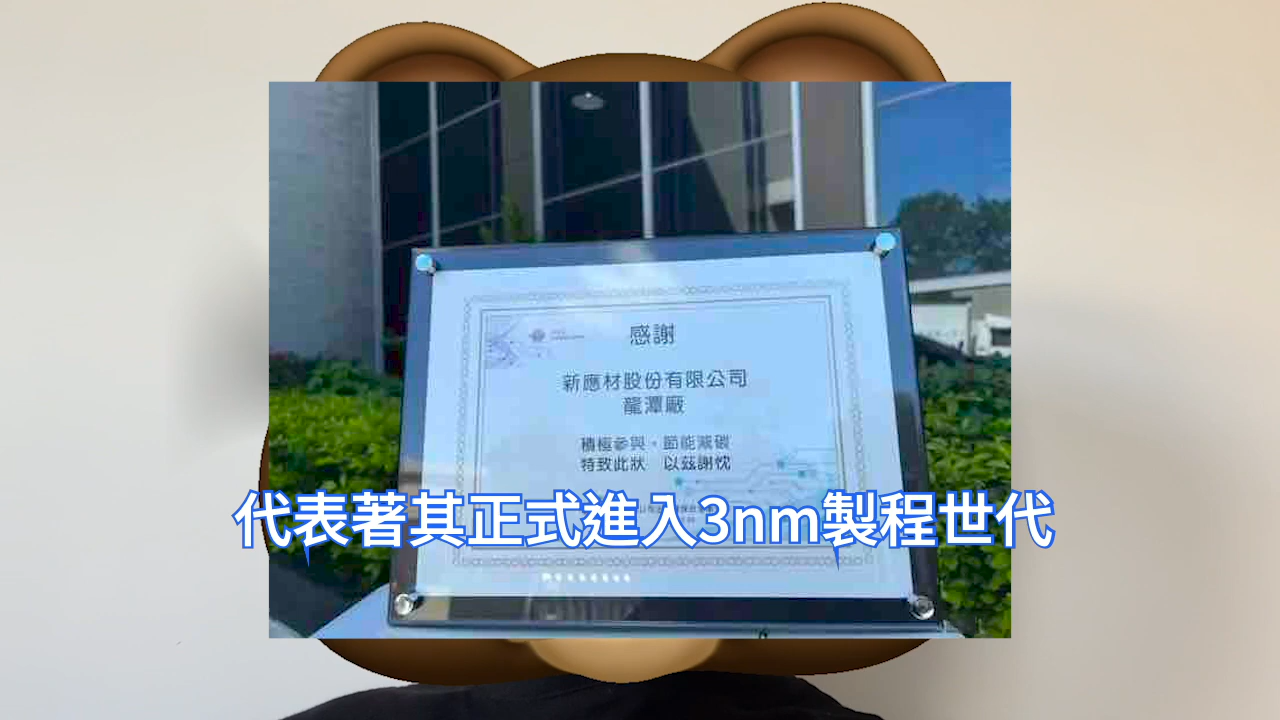 感謝
新應材股份有限公司
龍潭廠
積極參與,節能減碳
特致此狀 以茲謝忱
代表著其正式進入3nm製程世代